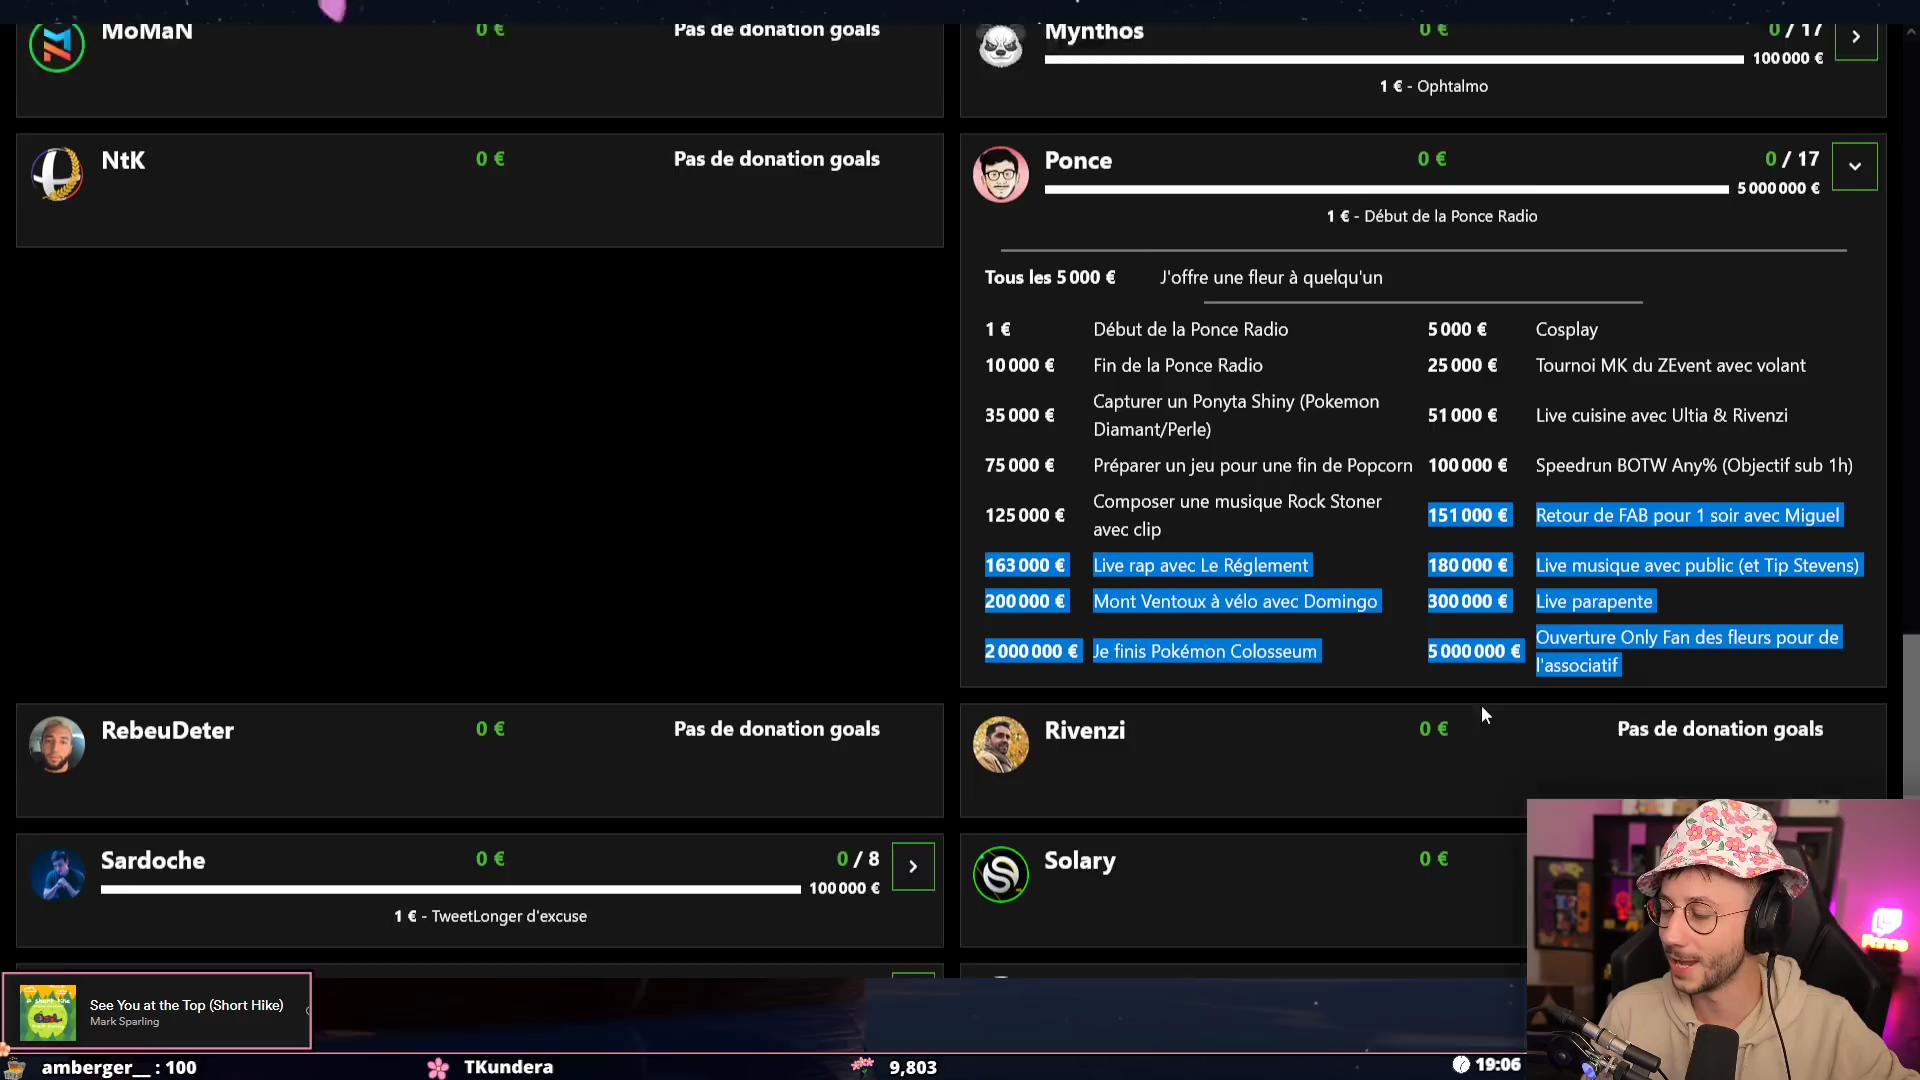 MoMaN 0 € Pas de donation goals
Mynthos 0 € 0 / 17
100 000 €
1 € - Ophtalmo
NtK 0 € Pas de donation goals
Ponce 0 € 0 / 17
5 000 000 €
1 € - Début de la Ponce Radio
Tous les 5 000 € J'offre une fleur à quelqu'un
1 € Début de la Ponce Radio 5 000 € Cosplay
10 000 € Fin de la Ponce Radio 25 000 € Tournoi MK du ZEvent avec volant
35 000 € Capturer un Ponyta Shiny (Pokemon
Diamant/Perle)
51 000 € Live cuisine avec Ultia & Rivenzi
75 000 € Préparer un jeu pour une fin de Popcorn 100 000 € Speedrun BOTW Any% (Objectif sub 1h)
125 000 € Composer une musique Rock Stoner
avec clip
151 000 € Retour de FAB pour 1 soir avec Miguel
163 000 € Live rap avec Le Réglement 180 000 € Live musique avec public (et Tip Stevens)
200 000 € Mont Ventoux à vélo avec Domingo 300 000 € Live parapente
2 000 000 € Je finis Pokémon Colosseum 5 000 000 € Ouverture Only Fan des fleurs pour de
l'associatif
RebeuDeter 0 € Pas de donation goals
Rivenzi 0 € Pas de donation goals
Sardoche 0 € 0 / 8
100 000 €
1 € - TweetLonger d'excuse
Solary 0 €
See You at the Top (Short Hike)
Mark Sparling
amberger__ : 100 TKundera 9,803 19:06